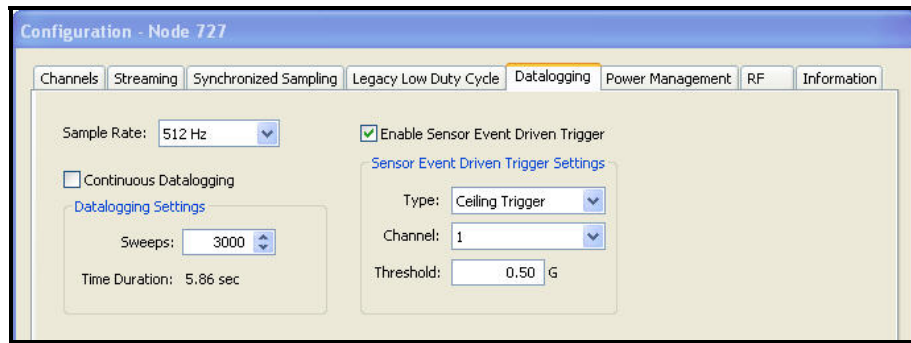 Configuration - Node 727
Channels Streaming Synchronized Sampling Legacy Low Duty Cycle Datalogging Power Management RF Information
Sample Rate: 512 Hz
Continuous Datalogging
Datalogging Settings
Sweeps: 3000
Time Duration: 5.86 sec
Enable Sensor Event Driven Trigger
Sensor Event Driven Trigger Settings
Type: Ceiling Trigger
Channel: 1
Threshold: 0.50 G